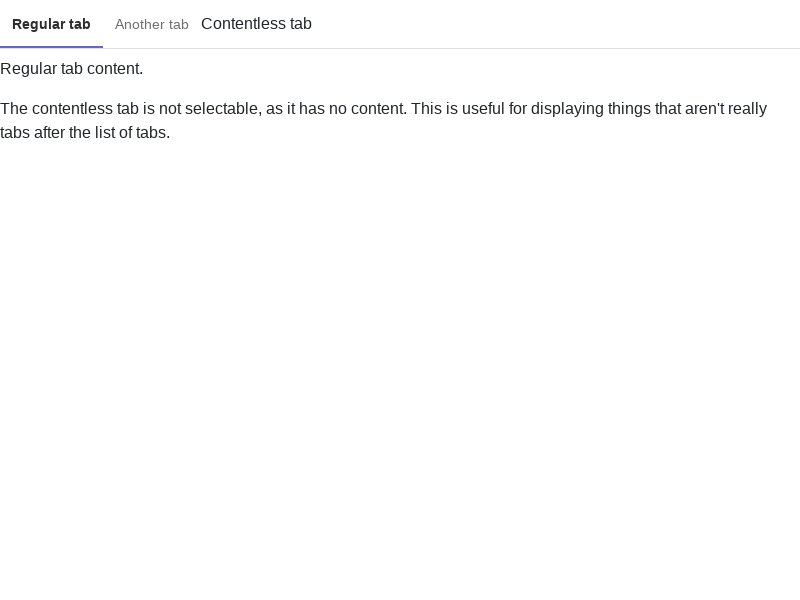 Regular tab Another tab Contentless tab
Regular tab content.
The contentless tab is not selectable, as it has no content. This is useful for displaying things that aren't really
tabs after the list of tabs.